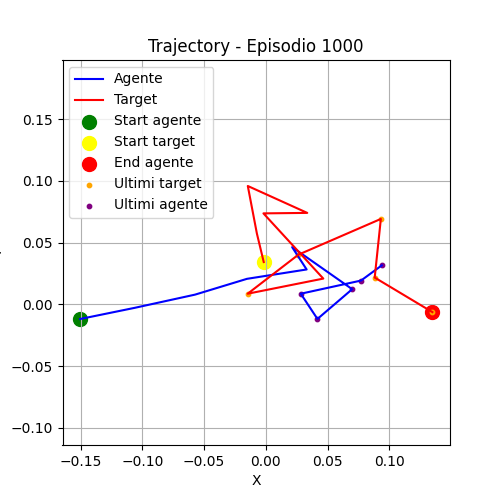 Trajectory - Episodio 1000
Agente
Target
Start agente
Start target
End agente
Ultimi target
Ultimi agente
0.15
0.10
0.05
0.00
−0.05
−0.10
−0.15 −0.10 −0.05 0.00 0.05 0.10
X